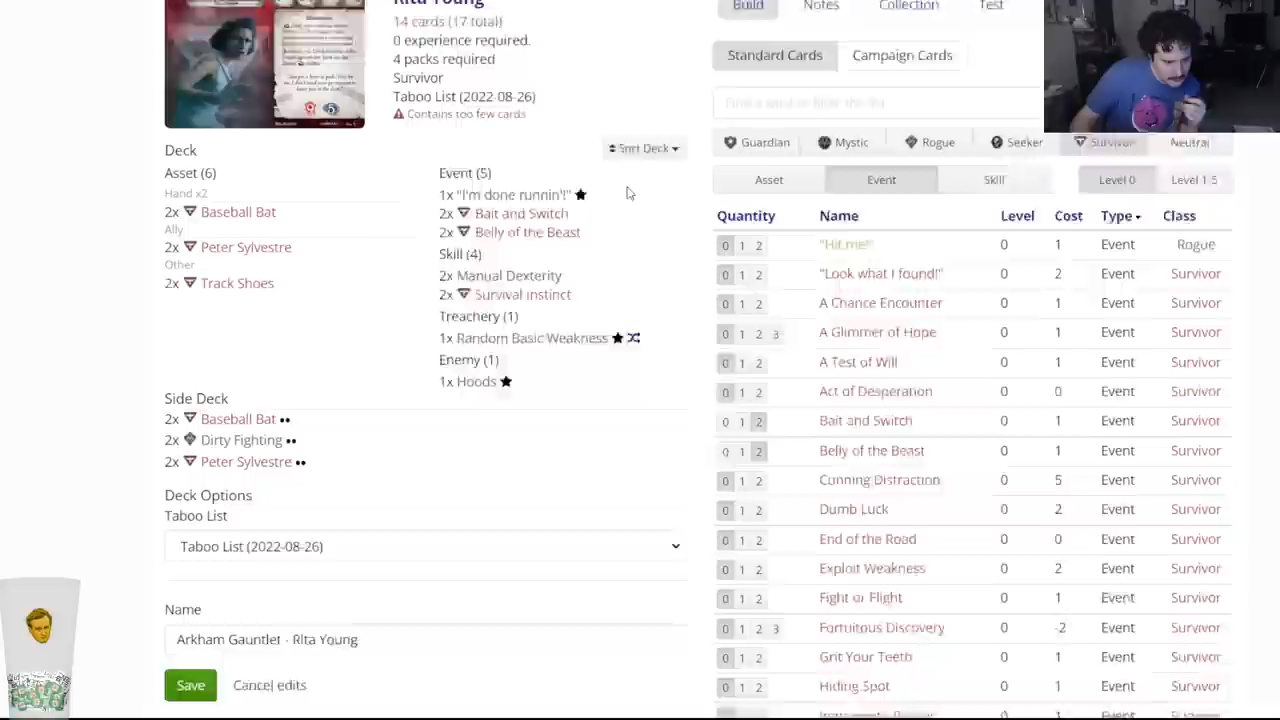 Rita Young
14 cards (17 total)
0 experience required.
4 packs required
Survivor
Taboo List (2022-08-26)
Contains too few cards
Deck
Sort Deck
Asset (6)
Hand x2
2x Baseball Bat
Ally
2x Peter Sylvestre
Other
2x Track Shoes
Event (5)
1x "I'm done runnin'!"
2x Bait and Switch
2x Belly of the Beast
Skill (4)
2x Manual Dexterity
2x Survival Instinct
Treachery (1)
1x Random Basic Weakness
Enemy (1)
1x Hoods
Side Deck
2x Baseball Bat ••
2x Dirty Fighting ••
2x Peter Sylvestre ••
Deck Options
Taboo List
Taboo List (2022-08-26)
Name
Arkham Gauntlet - Rita Young
Save Cancel edits
Build Notes Collection Test
Standard Cards Campaign Cards
Guardian Mystic Rogue Seeker Survivor Neutral
Asset Event Skill Level 0 Level 1-5
Quantity Name Level Cost Type Class
0 1 2 "Hit me!" 0 1 Event Rogue
0 1 2 "Look what I found!" 0 2 Event Survivor
0 1 2 A Chance Encounter 0 1 Event Survivor
0 1 2 3 A Glimmer of Hope 0 1 Event Survivor
0 1 2 A Test of Will 0 1 Event Survivor
0 1 2 Act of Desperation 0 0 Event Survivor
0 1 2 Bait and Switch 0 1 Event Survivor
0 1 2 Belly of the Beast 0 1 Event Survivor
0 1 2 Cunning Distraction 0 5 Event Survivor
0 1 2 Dumb Luck 0 2 Event Survivor
0 1 2 End of the Road 0 0 Event Survivor
0 1 2 Exploit Weakness 0 2 Event Survivor
0 1 2 Fight or Flight 0 1 Event Survivor
0 1 2 3 Fortuitous Discovery 0 -2 Event Survivor
0 1 2 Grit Your Teeth 0 1 Event Survivor
0 1 2 Hiding Spot 0 1 Event Survivor